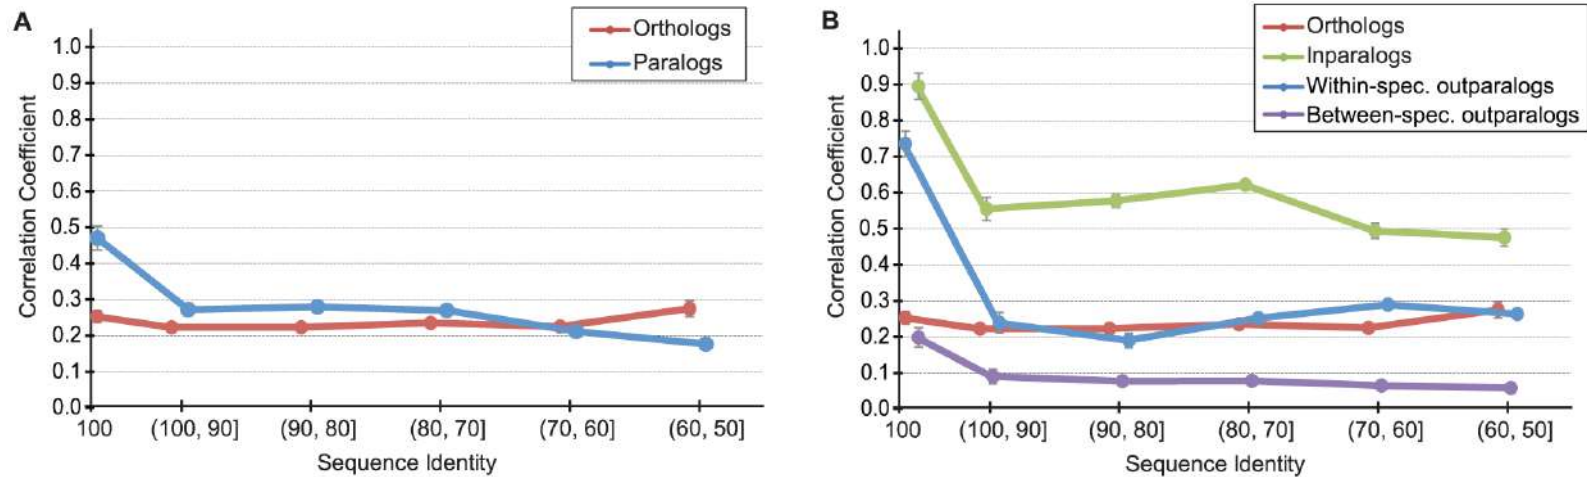 A
Orthologs
Paralogs
Correlation Coefficient
1.0
0.9
0.8
0.7
0.6
0.5
0.4
0.3
0.2
0.1
0.0
100 (100, 90] (90, 80] (80, 70] (70, 60] (60, 50]
Sequence Identity
B
Orthologs
Inparalogs
Within-spec. outparalogs
Between-spec. outparalogs
Correlation Coefficient
1.0
0.9
0.8
0.7
0.6
0.5
0.4
0.3
0.2
0.1
0.0
100 (100, 90] (90, 80] (80, 70] (70, 60] (60, 50]
Sequence Identity